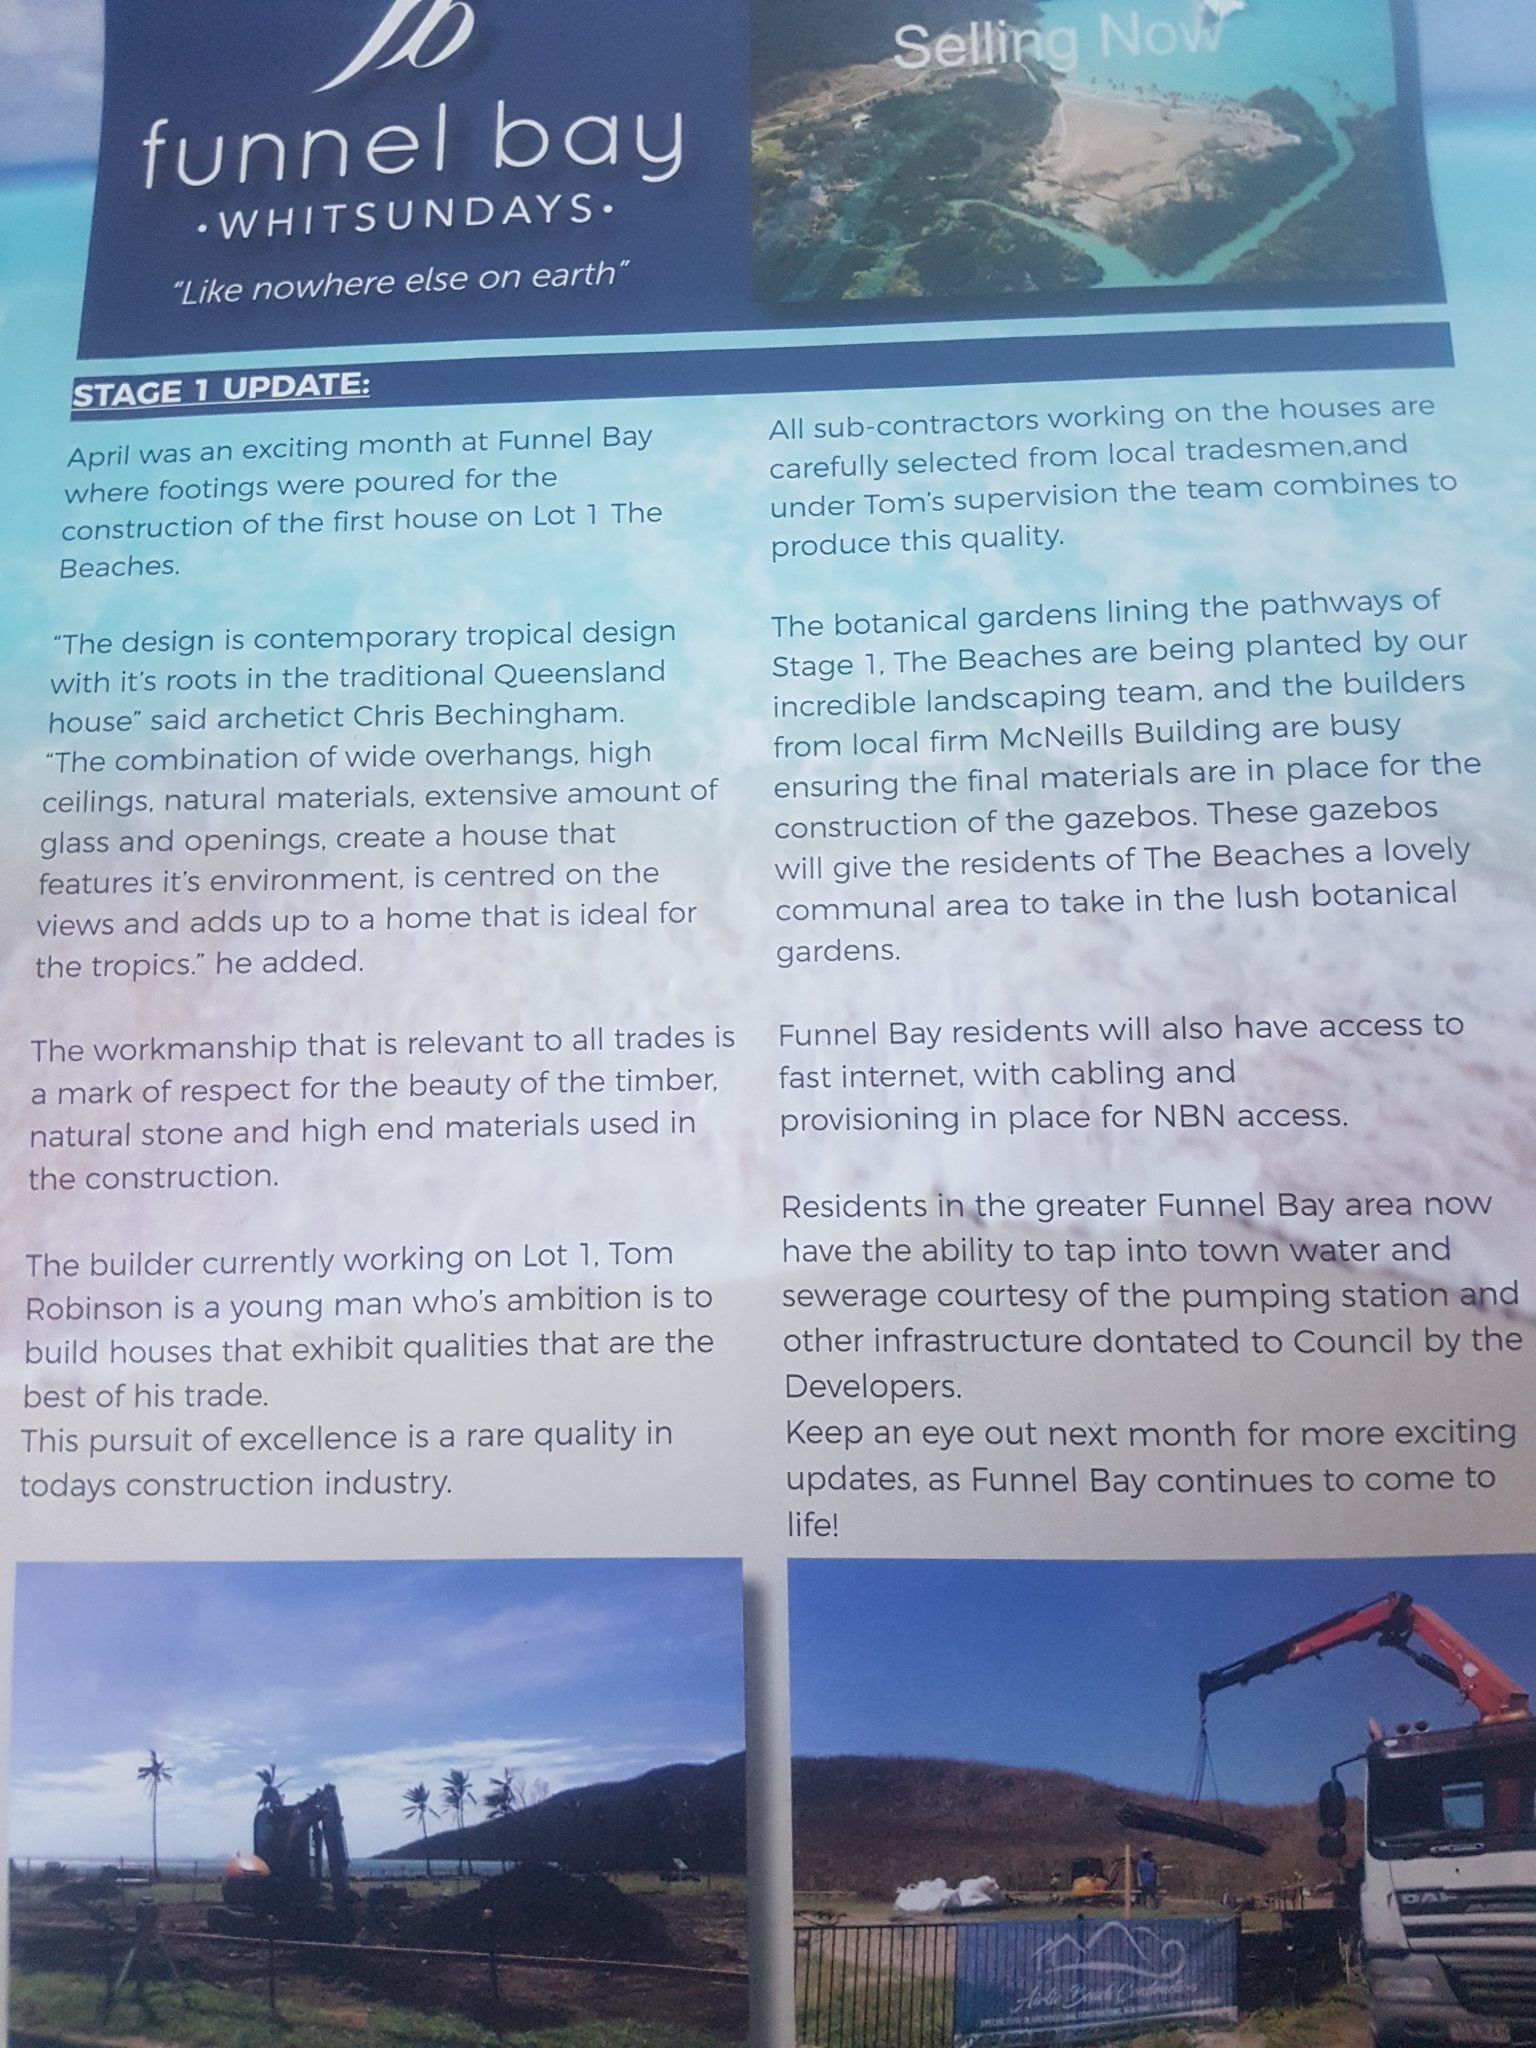 Selling Now
funnel bay
• WHITSUNDAYS •
"Like nowhere else on earth"
STAGE 1 UPDATE:
April was an exciting month at Funnel Bay
where footings were poured for the
construction of the first house on Lot 1 The
Beaches.
"The design is contemporary tropical design
with it's roots in the traditional Queensland
house" said archetict Chris Bechingham.
"The combination of wide overhangs, high
ceilings, natural materials, extensive amount of
glass and openings, create a house that
features it's environment, is centred on the
views and adds up to a home that is ideal for
the tropics." he added.
The workmanship that is relevant to all trades is
a mark of respect for the beauty of the timber,
natural stone and high end materials used in
the construction.
The builder currently working on Lot 1, Tom
Robinson is a young man who's ambition is to
build houses that exhibit qualities that are the
best of his trade.
This pursuit of excellence is a rare quality in
todays construction industry.
All sub-contractors working on the houses are
carefully selected from local tradesmen,and
under Tom's supervision the team combines to
produce this quality.
The botanical gardens lining the pathways of
Stage 1, The Beaches are being planted by our
incredible landscaping team, and the builders
from local firm McNeills Building are busy
ensuring the final materials are in place for the
construction of the gazebos. These gazebos
will give the residents of The Beaches a lovely
communal area to take in the lush botanical
gardens.
Funnel Bay residents will also have access to
fast internet, with cabling and
provisioning in place for NBN access.
Residents in the greater Funnel Bay area now
have the ability to tap into town water and
sewerage courtesy of the pumping station and
other infrastructure dontated to Council by the
Developers.
Keep an eye out next month for more exciting
updates, as Funnel Bay continues to come to
life!
DAF
Airlie Beach Constructions